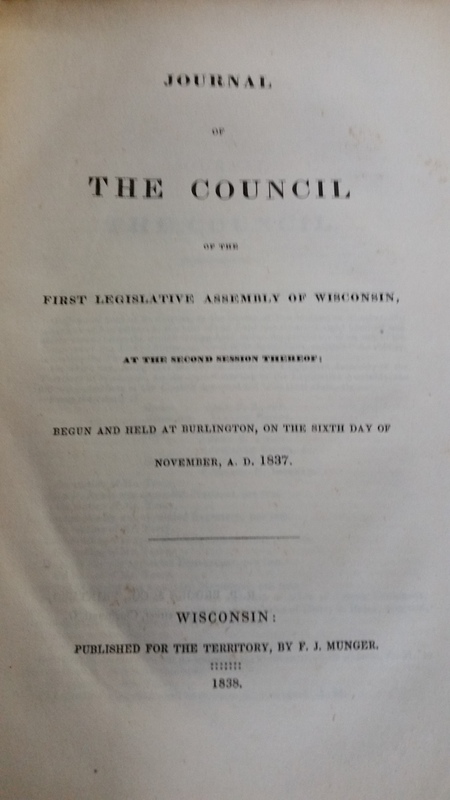 JOURNAL
OF
THE COUNCIL
OF THE
FIRST LEGISLATIVE ASSEMBLY OF WISCONSIN,
AT THE SECOND SESSION THEREOF;
BEGUN AND HELD AT BURLINGTON, ON THE SIXTH DAY OF
NOVEMBER, A. D. 1837.
WISCONSIN:
PUBLISHED FOR THE TERRITORY, BY F. J. MUNGER.
:::::::
1838.